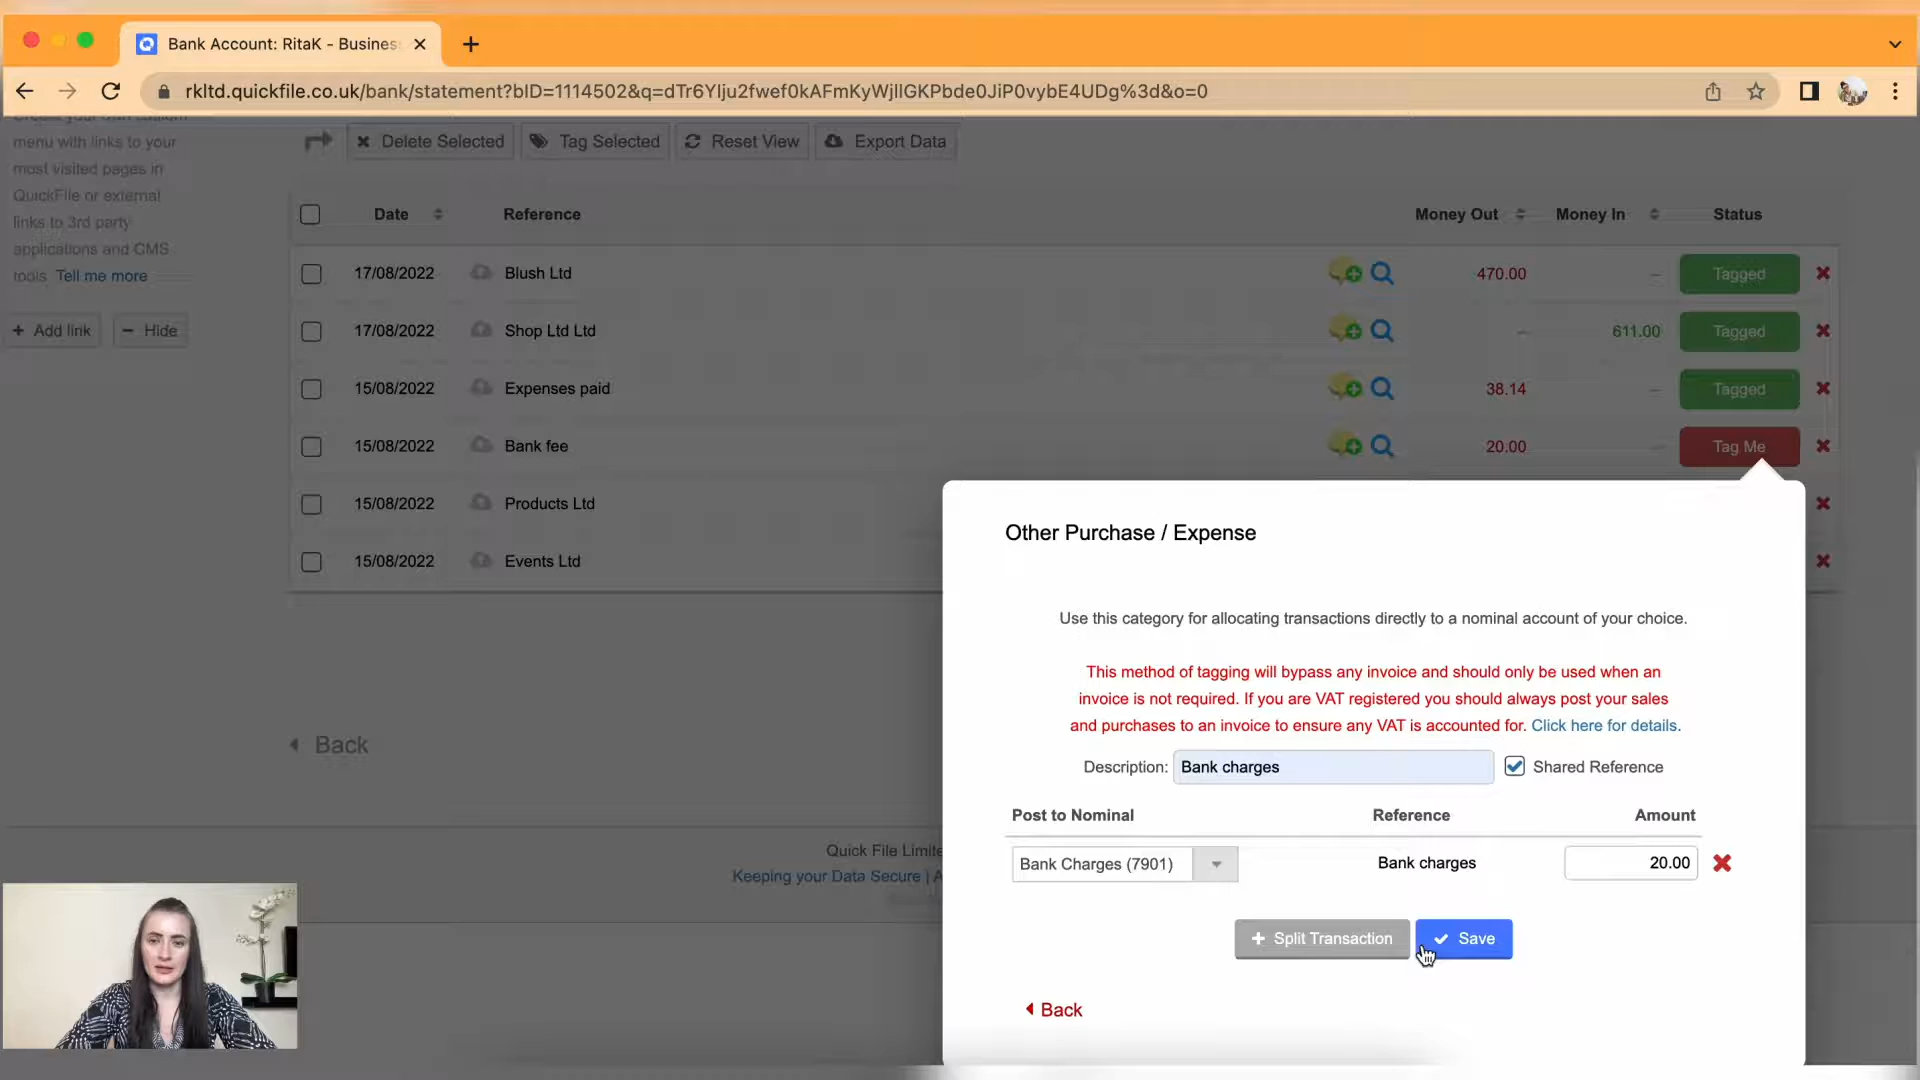 Bank Account: RitaK - Business
rkltd.quickfile.co.uk/bank/statement?bID=1114502&q=dTr6YIju2fwef0kAFmKyWjlIGKPbde0JiP0vybE4UDg%3d&o=0
Create your own custom
menu with links to your
most visited pages in
QuickFile or external
links to 3rd party
applications and CMS
tools Tell me more
+ Add link
− Hide
Delete Selected
Tag Selected
Reset View
Export Data
Date Reference Money Out Money In Status
17/08/2022 Blush Ltd 470.00 – Tagged
17/08/2022 Shop Ltd Ltd – 611.00 Tagged
15/08/2022 Expenses paid 38.14 – Tagged
15/08/2022 Bank fee 20.00 – Tag Me
15/08/2022 Products Ltd
15/08/2022 Events Ltd
Back
Quick File Limite
Keeping your Data Secure | A
Other Purchase / Expense
Use this category for allocating transactions directly to a nominal account of your choice.
This method of tagging will bypass any invoice and should only be used when an
invoice is not required. If you are VAT registered you should always post your sales
and purchases to an invoice to ensure any VAT is accounted for. Click here for details.
Description: Bank charges Shared Reference
Post to Nominal Reference Amount
Bank Charges (7901) Bank charges 20.00
+ Split Transaction
Save
Back